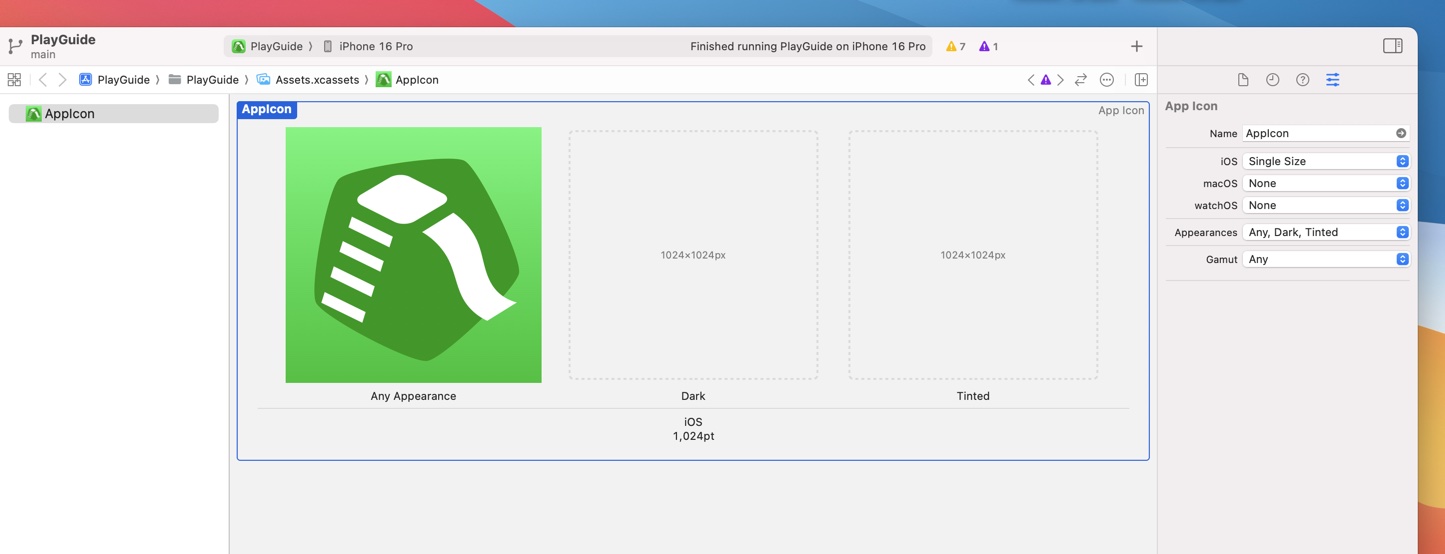 PlayGuide
main
PlayGuide 〉 iPhone 16 Pro
Finished running PlayGuide on iPhone 16 Pro
7
1
PlayGuide 〉 PlayGuide 〉 Assets.xcassets 〉 AppIcon
AppIcon
AppIcon
App Icon
1024×1024px
1024×1024px
Any Appearance
Dark
Tinted
iOS
1,024pt
App Icon
Name AppIcon
iOS Single Size
macOS None
watchOS None
Appearances Any, Dark, Tinted
Gamut Any